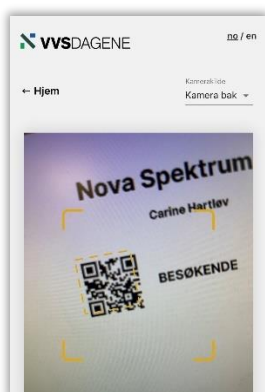 VVSDAGENE
no / en
← Hjem
Kamerakilde
Kamera bak
Nova Spektrum
Carine Hartløv
BESØKENDE